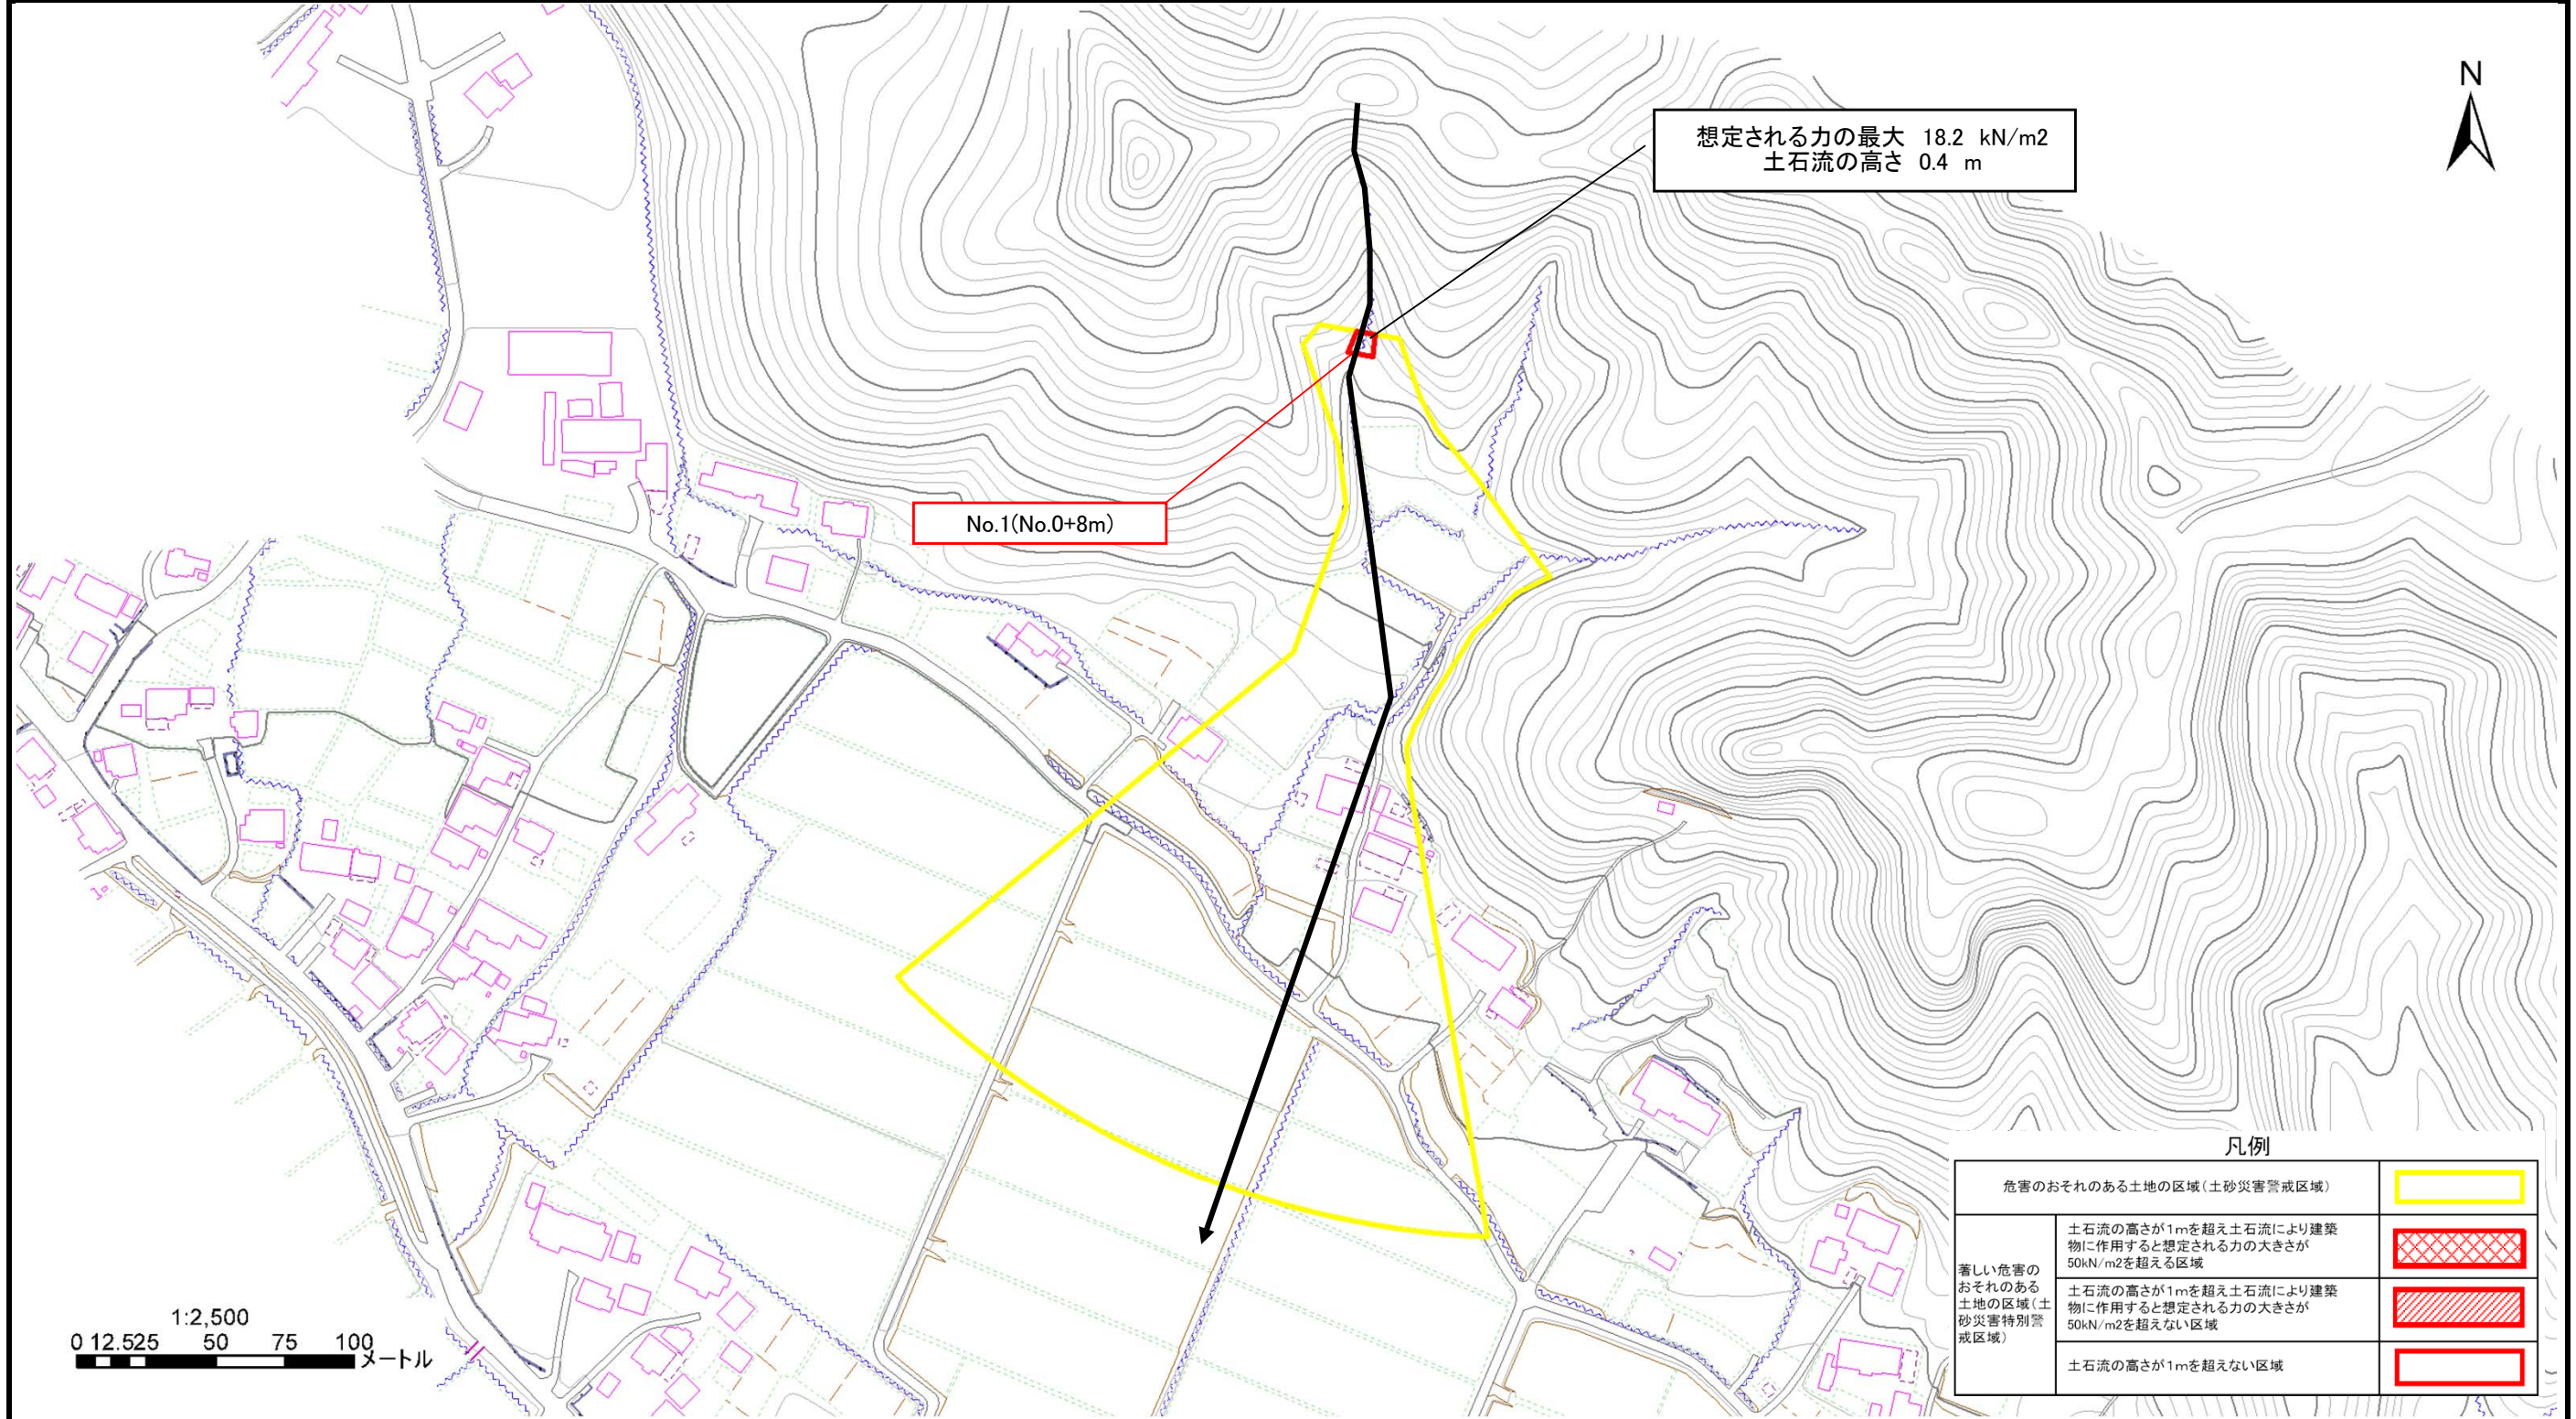 N
想定される力の最大 18.2 kN/m2
土石流の高さ 0.4 m
No.1(No.0+8m)
凡例
危害のおそれのある土地の区域(土砂災害警戒区域)
著しい危害の
おそれのある
土地の区域(土
砂災害特別警
戒区域)
土石流の高さが1mを超え土石流により建築
物に作用すると想定される力の大きさが
50kN/m2を超える区域
土石流の高さが1mを超え土石流により建築
物に作用すると想定される力の大きさが
50kN/m2を超えない区域
土石流の高さが1mを超えない区域
1:2,500
0 12.525 50 75 100
メートル